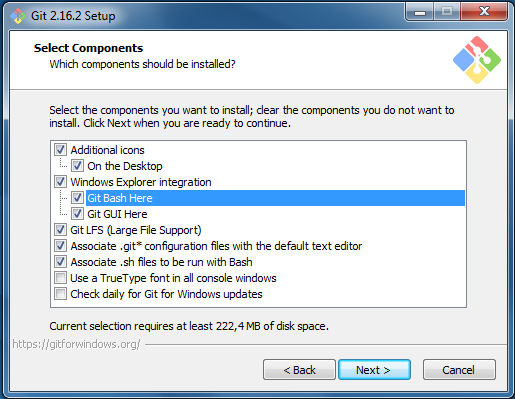 Git 2.16.2 Setup
Select Components
Which components should be installed?
Select the components you want to install; clear the components you do not want to
install. Click Next when you are ready to continue.
Additional icons
On the Desktop
Windows Explorer integration
Git Bash Here
Git GUI Here
Git LFS (Large File Support)
Associate .git* configuration files with the default text editor
Associate .sh files to be run with Bash
Use a TrueType font in all console windows
Check daily for Git for Windows updates
Current selection requires at least 222,4 MB of disk space.
https://gitforwindows.org/
< Back
Next >
Cancel